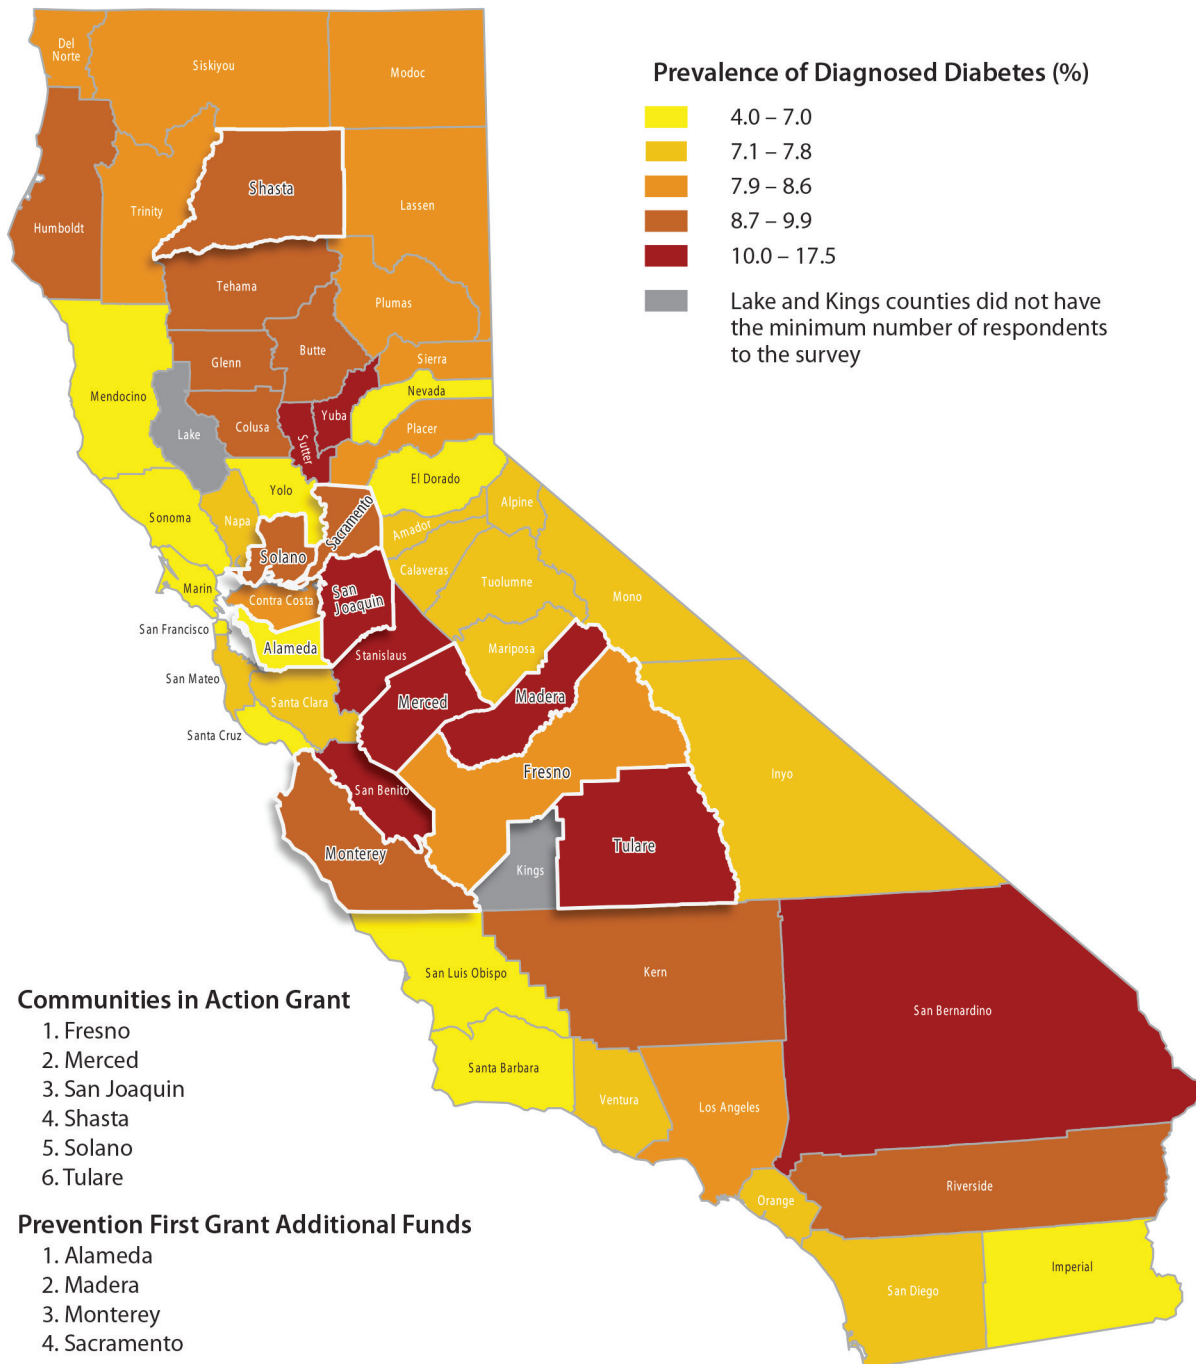 Prevalence of Diagnosed Diabetes (%)
4.0 – 7.0
7.1 – 7.8
7.9 – 8.6
8.7 – 9.9
10.0 – 17.5
Lake and Kings counties did not have
the minimum number of respondents
to the survey
Del
Norte
Siskiyou
Modoc
Shasta
Lassen
Trinity
Humboldt
Tehama
Plumas
Butte
Glenn
Sierra
Nevada
Mendocino
Yuba
Colusa
Placer
Lake
Sutter
El Dorado
Yolo
Alpine
Sonoma
Napa
Sacramento
Amador
Solano
Calaveras
Tuolumne
Marin
Mono
Contra Costa
San
Joaquin
San Francisco
Alameda
Mariposa
Stanislaus
San Mateo
Madera
Santa Clara
Merced
Santa Cruz
Fresno
Inyo
San Benito
Tulare
Monterey
Kings
San Luis Obispo
Kern
San Bernardino
Santa Barbara
Ventura
Los Angeles
Riverside
Orange
Imperial
San Diego
Communities in Action Grant
1. Fresno
2. Merced
3. San Joaquin
4. Shasta
5. Solano
6. Tulare
Prevention First Grant Additional Funds
1. Alameda
2. Madera
3. Monterey
4. Sacramento